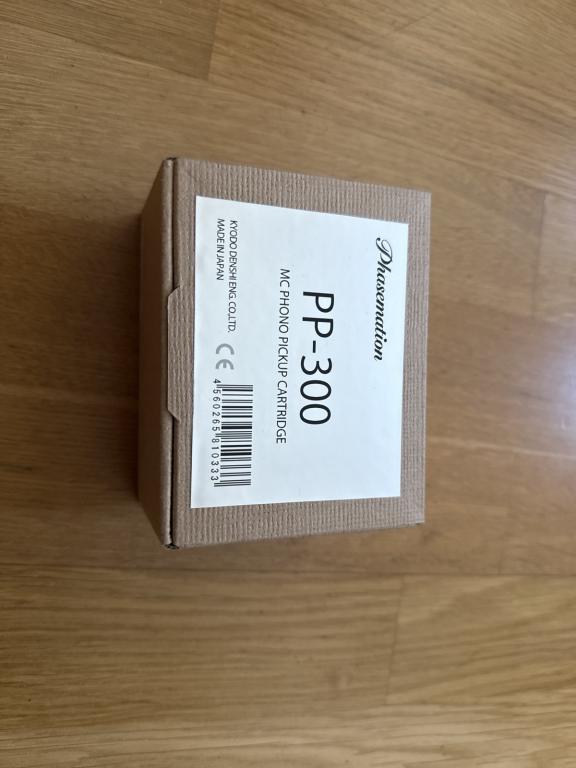 Phasemation
PP-300
MC PHONO PICKUP CARTRIDGE
KYODO DENSHI ENG. CO.,LTD.
MADE IN JAPAN
CE
4560265810333